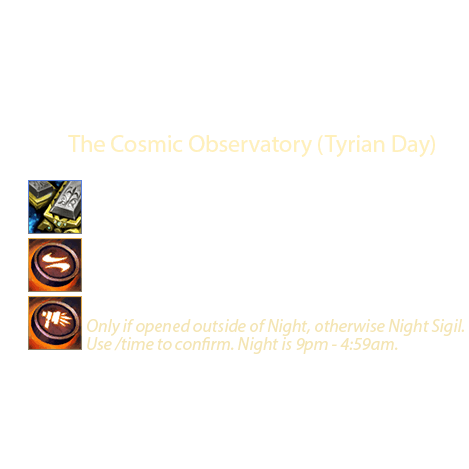 The Cosmic Observatory (Tyrian Day)
Only if opened outside of Night, otherwise Night Sigil.
Use /time to confirm. Night is 9pm - 4:59am.